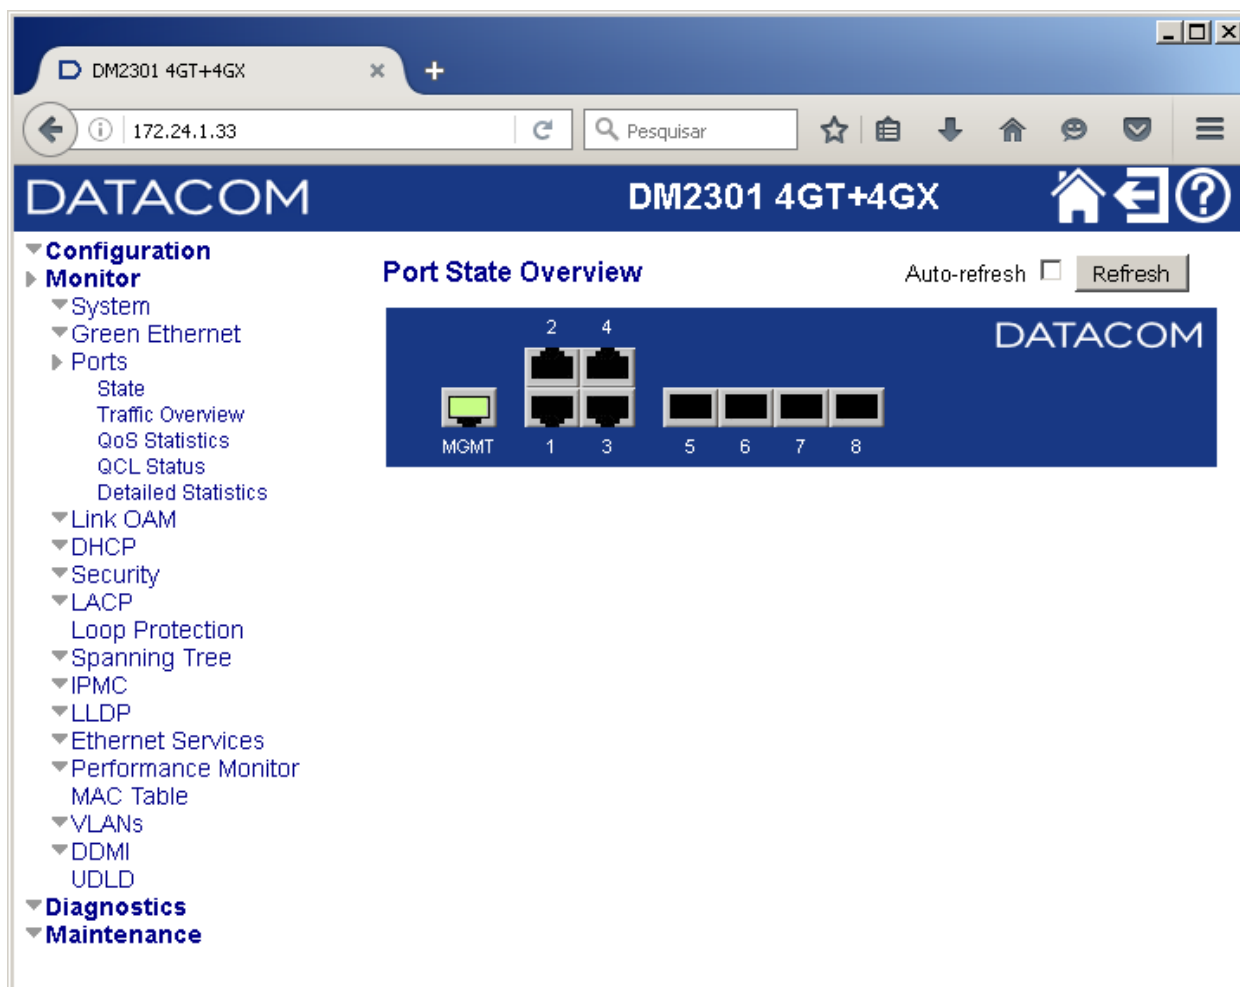 DM2301 4GT+4GX
172.24.1.33
Pesquisar
DATACOM
DM2301 4GT+4GX
Configuration
Monitor
System
Green Ethernet
Ports
State
Traffic Overview
QoS Statistics
QCL Status
Detailed Statistics
Link OAM
DHCP
Security
LACP
Loop Protection
Spanning Tree
IPMC
LLDP
Ethernet Services
Performance Monitor
MAC Table
VLANs
DDMI
UDLD
Diagnostics
Maintenance
Port State Overview
Auto-refresh
Refresh
2 4
DATACOM
MGMT 1 3 5 6 7 8